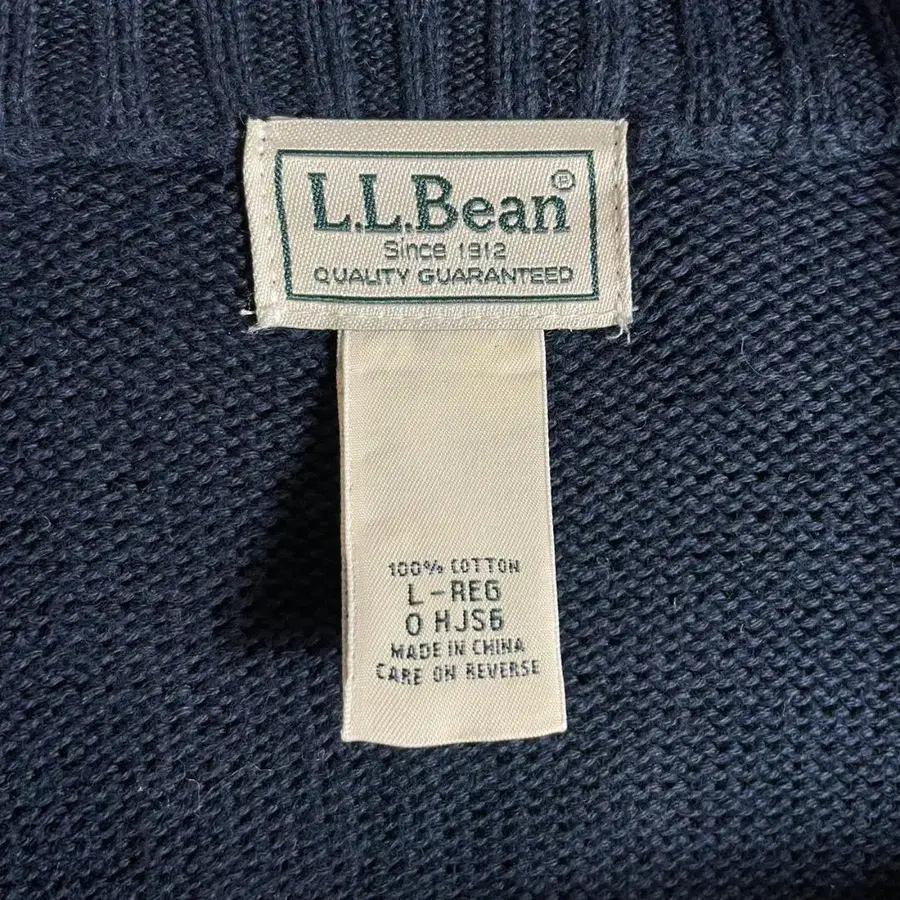 L.L.Bean®
Since 1912
QUALITY GUARANTEED
100% COTTON
L-REG
0 HJS6
MADE IN CHINA
CARE ON REVERSE